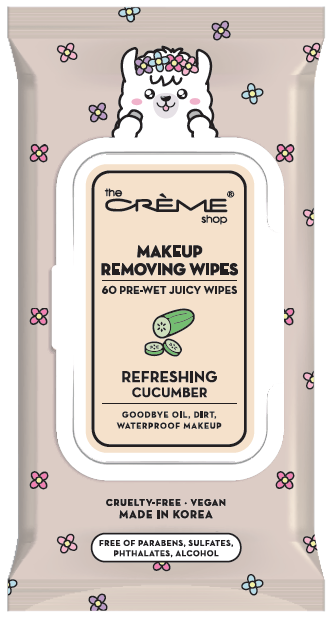 the
CRÈME®
shop
MAKEUP
REMOVING WIPES
60 PRE-WET JUICY WIPES
REFRESHING
CUCUMBER
GOODBYE OIL, DIRT,
WATERPROOF MAKEUP
CRUELTY-FREE · VEGAN
MADE IN KOREA
FREE OF PARABENS, SULFATES,
PHTHALATES, ALCOHOL